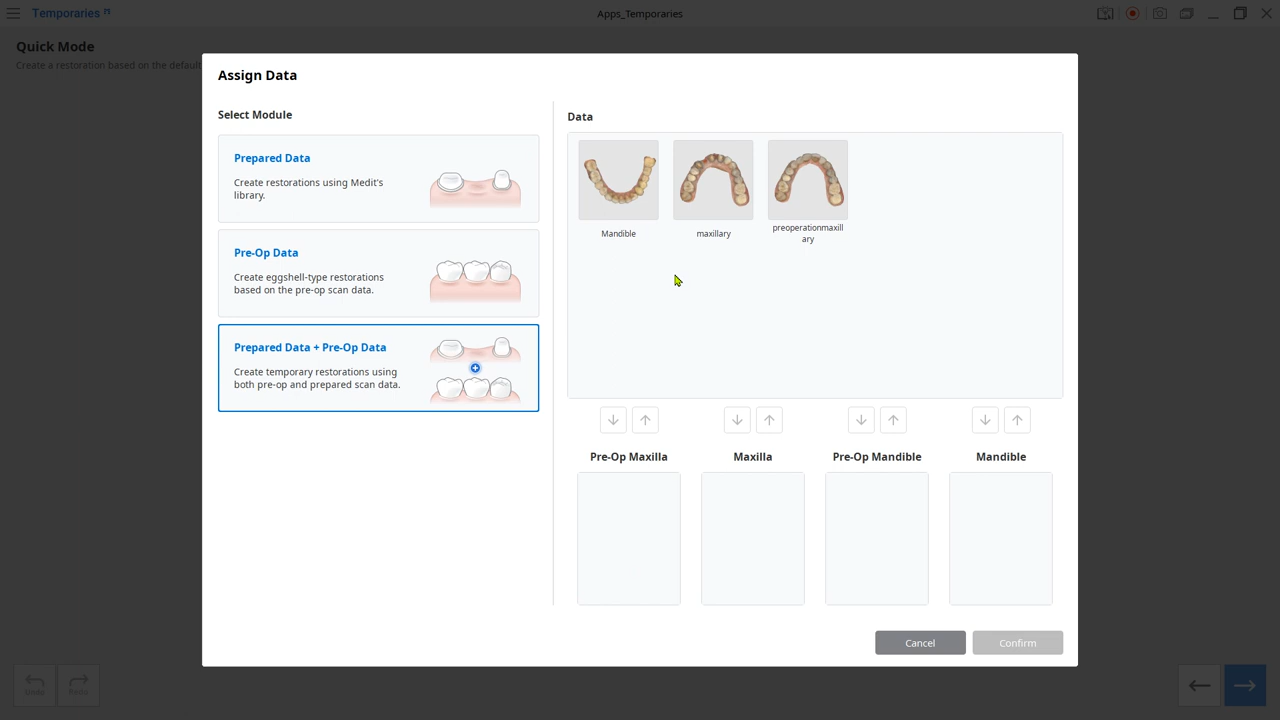 Temporaries
Apps_Temporaries
Quick Mode
Create a restoration based on the default
Assign Data
Select Module
Prepared Data
Create restorations using Medit's
library.
Pre-Op Data
Create eggshell-type restorations
based on the pre-op scan data.
Prepared Data + Pre-Op Data
Create temporary restorations using
both pre-op and prepared scan data.
Data
Mandible
maxillary
preoperationmaxill
ary
Pre-Op Maxilla
Maxilla
Pre-Op Mandible
Mandible
Cancel
Confirm
Undo
Redo